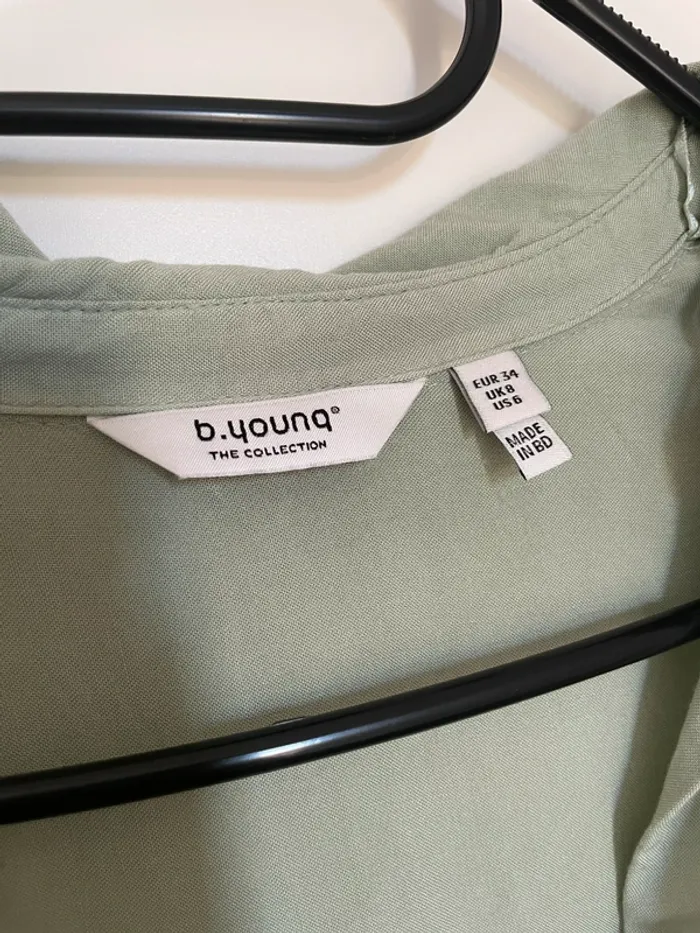 b.young®
THE COLLECTION
EUR 34
UK 8
US 6
MADE
IN BD